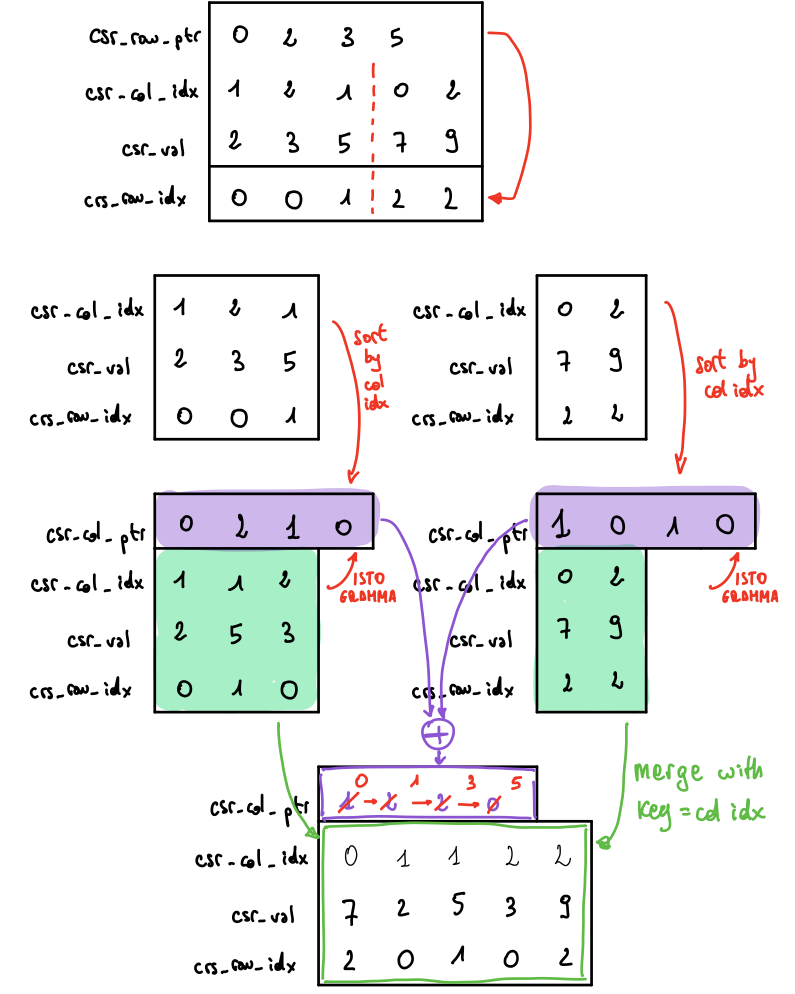 csr_row_ptr 0 2 3 5
csr_col_idx 1 2 1 0 2
csr_val 2 3 5 7 9
crs_row_idx 0 0 1 2 2
csr_col_idx 1 2 1
csr_val 2 3 5
crs_row_idx 0 0 1
sort
by
col
idx
csr_col_idx 0 2
csr_val 7 9
crs_row_idx 2 2
sort by
col idx
csr_col_ptr 0 2 1 0
csr_col_idx 1 1 2
csr_val 2 5 3
crs_row_idx 0 1 0
ISTO
GRAMMA
csr_col_ptr 1 0 1 0
csr_col_idx 0 2
csr_val 7 9
crs_row_idx 2 2
ISTO
GRAMMA
+
0 1 3 5
csr_col_ptr 1 → 2 → 2 → 0
csr_col_idx 0 1 1 2 2
csr_val 7 2 5 3 9
crs_row_idx 2 0 1 0 2
merge with
key = col idx